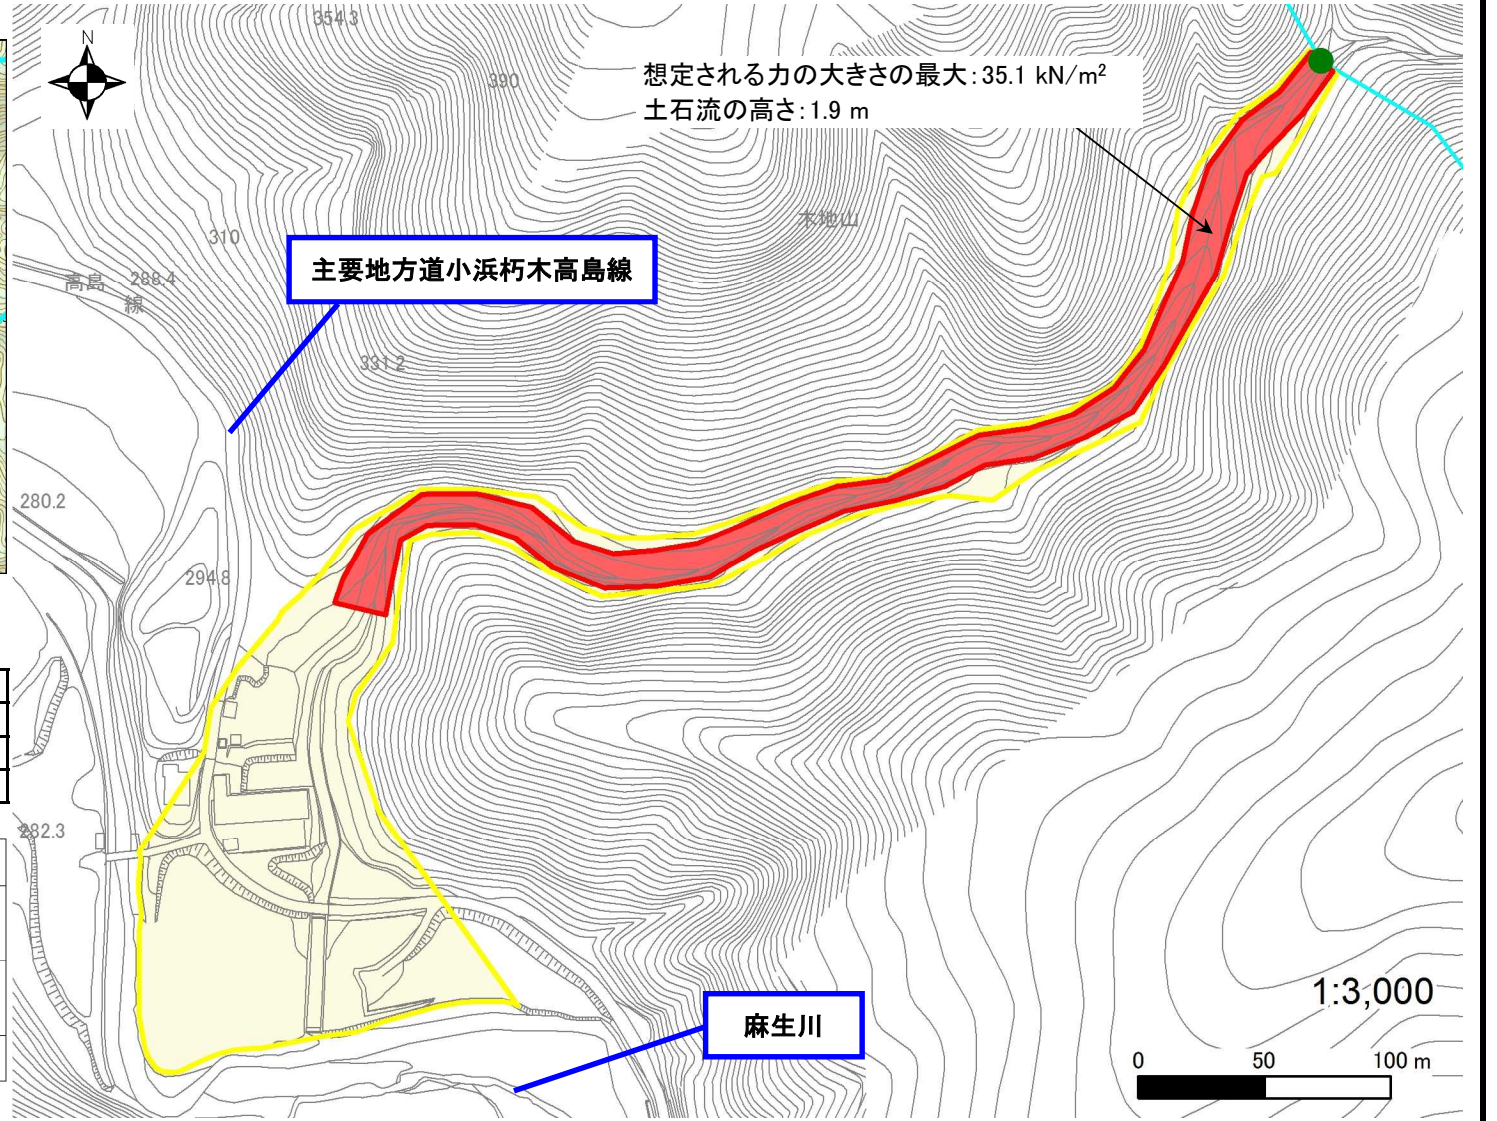 354.3
N
390
想定される力の大きさの最大:35.1 kN/m²
土石流の高さ:1.9 m
木地山
310
主要地方道小浜朽木高島線
高島
線
288.4
331.2
280.2
294.8
282.3
麻生川
1:3,000
0 50 100 m